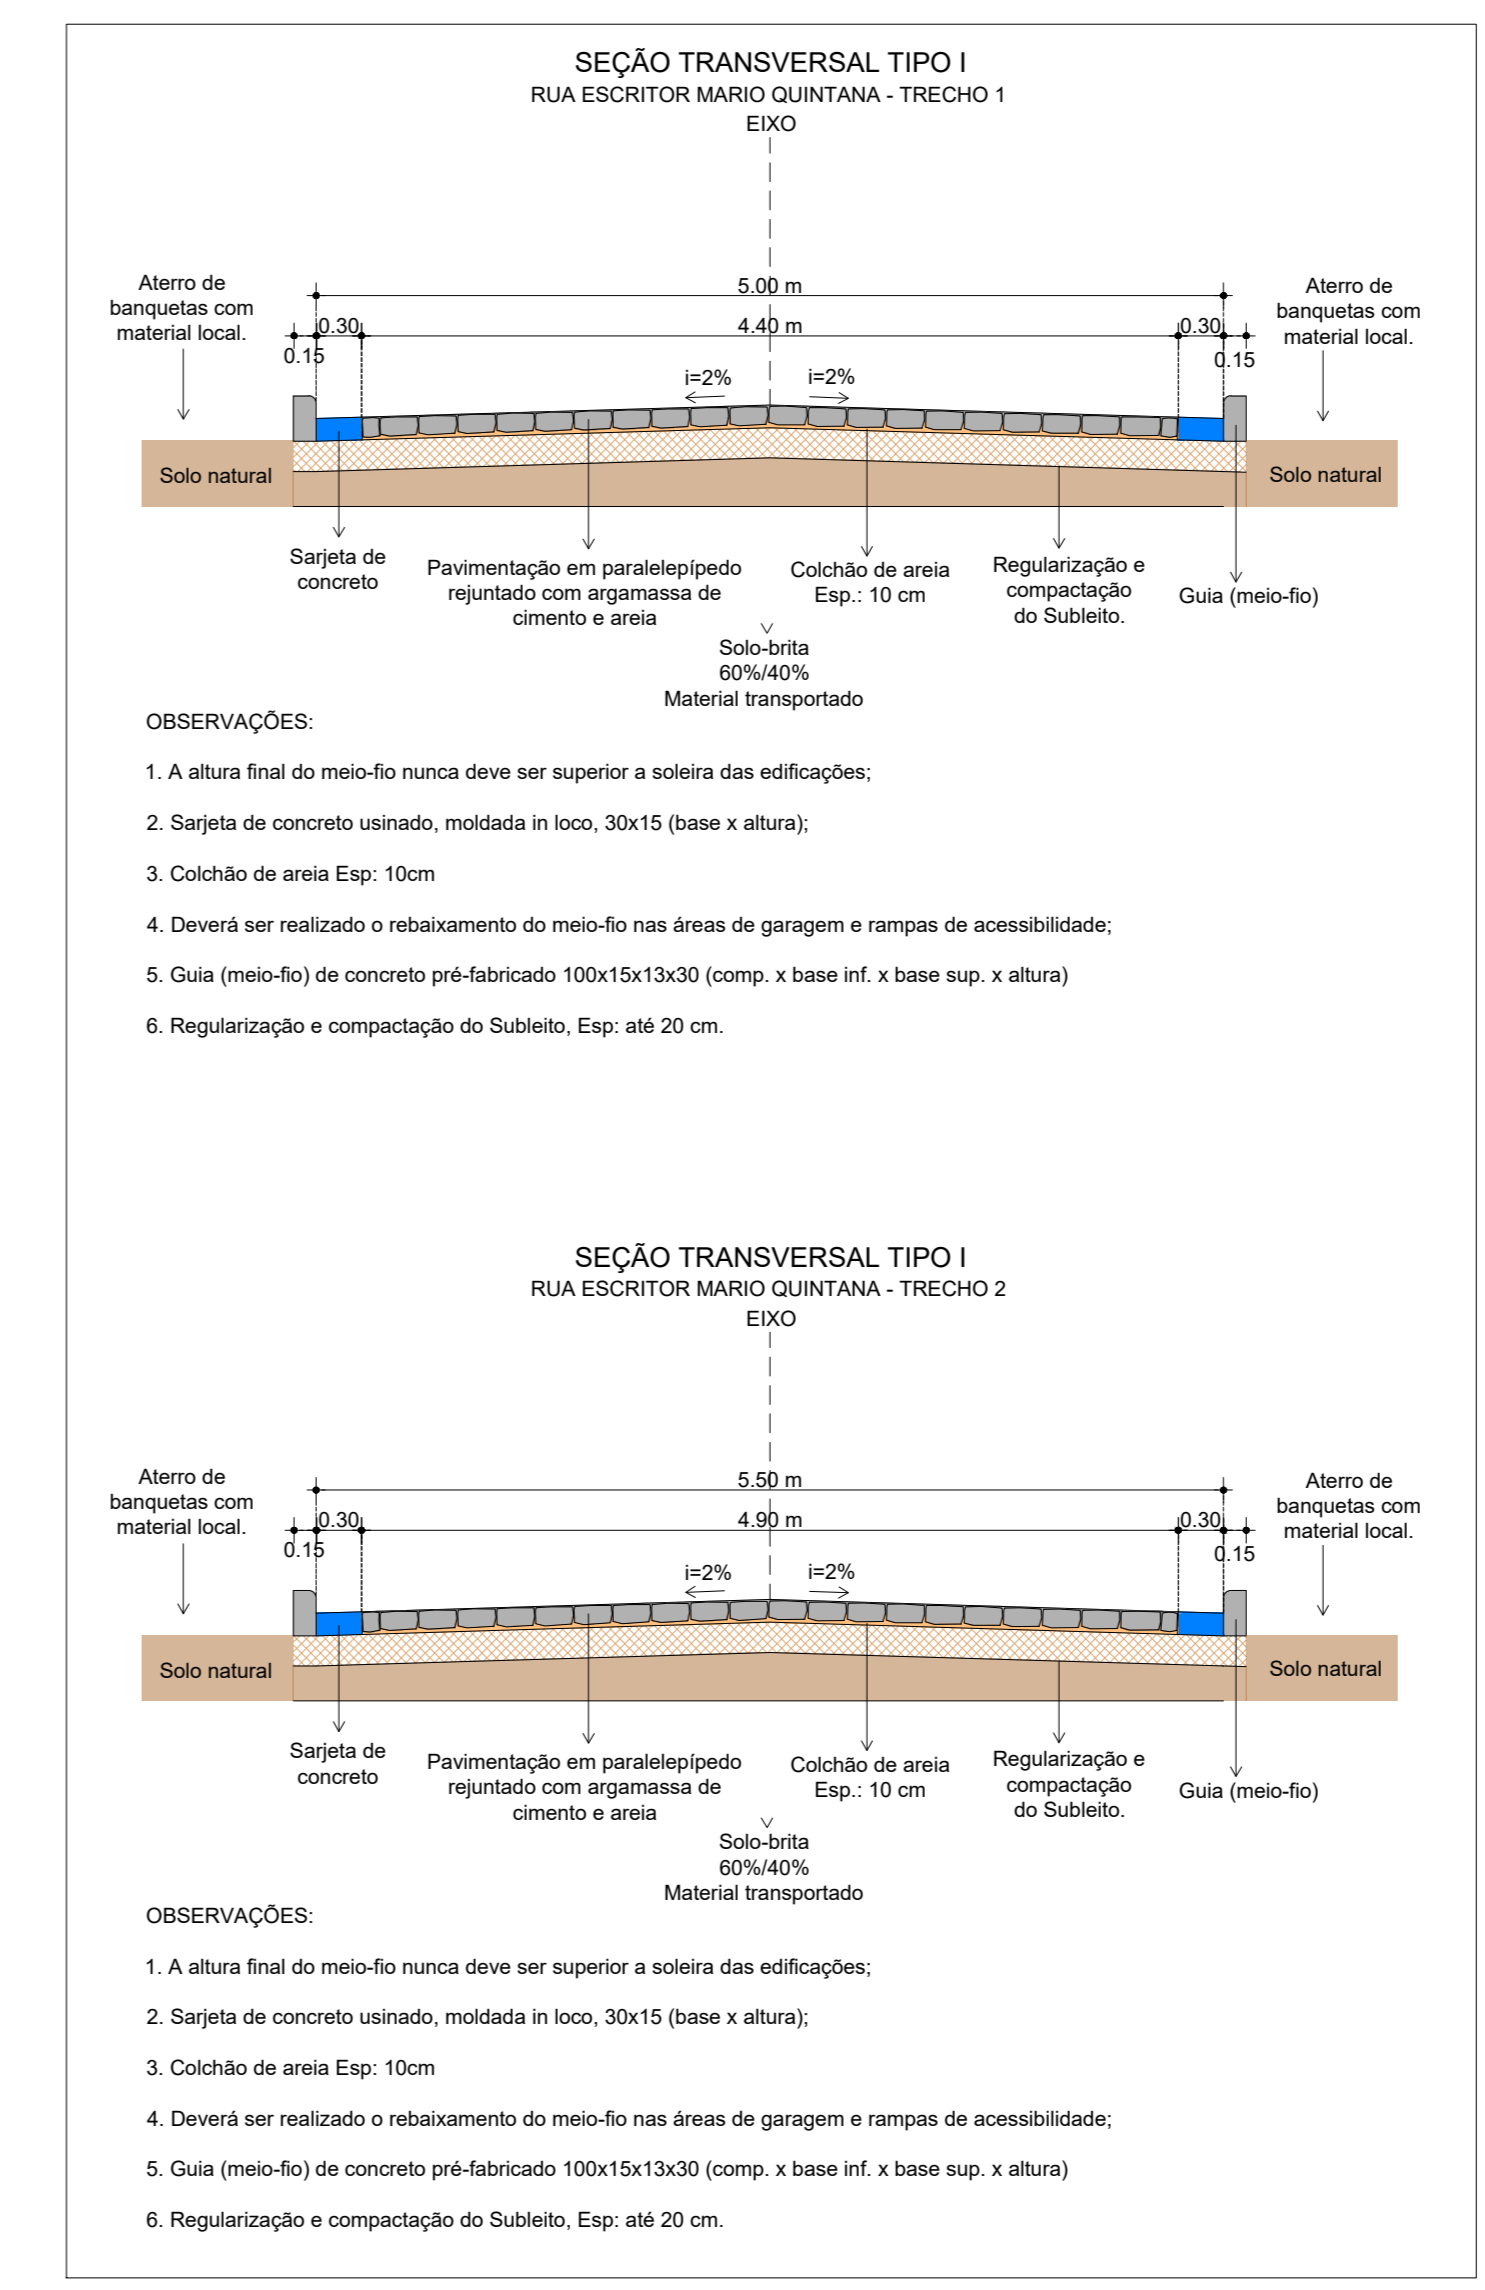 SEÇÃO TRANSVERSAL TIPO I
RUA ESCRITOR MARIO QUINTANA - TRECHO 1
EIXO
Aterro de
banquetas com
material local.
5.00 m
Aterro de
banquetas com
material local.
0.30
4.40 m
0.30
0.15
0.15
i=2%
i=2%
Solo natural
Solo natural
Sarjeta de
concreto
Pavimentação em paralelepípedo
rejuntado com argamassa de
cimento e areia
Colchão de areia
Esp.: 10 cm
Regularização e
compactação
do Subleito.
Guia (meio-fio)
Solo-brita
60%/40%
Material transportado
OBSERVAÇÕES:
1. A altura final do meio-fio nunca deve ser superior a soleira das edificações;
2. Sarjeta de concreto usinado, moldada in loco, 30x15 (base x altura);
3. Colchão de areia Esp: 10cm
4. Deverá ser realizado o rebaixamento do meio-fio nas áreas de garagem e rampas de acessibilidade;
5. Guia (meio-fio) de concreto pré-fabricado 100x15x13x30 (comp. x base inf. x base sup. x altura)
6. Regularização e compactação do Subleito, Esp: até 20 cm.
SEÇÃO TRANSVERSAL TIPO I
RUA ESCRITOR MARIO QUINTANA - TRECHO 2
EIXO
Aterro de
banquetas com
material local.
5.50 m
Aterro de
banquetas com
material local.
0.30
4.90 m
0.30
0.15
0.15
i=2%
i=2%
Solo natural
Solo natural
Sarjeta de
concreto
Pavimentação em paralelepípedo
rejuntado com argamassa de
cimento e areia
Colchão de areia
Esp.: 10 cm
Regularização e
compactação
do Subleito.
Guia (meio-fio)
Solo-brita
60%/40%
Material transportado
OBSERVAÇÕES:
1. A altura final do meio-fio nunca deve ser superior a soleira das edificações;
2. Sarjeta de concreto usinado, moldada in loco, 30x15 (base x altura);
3. Colchão de areia Esp: 10cm
4. Deverá ser realizado o rebaixamento do meio-fio nas áreas de garagem e rampas de acessibilidade;
5. Guia (meio-fio) de concreto pré-fabricado 100x15x13x30 (comp. x base inf. x base sup. x altura)
6. Regularização e compactação do Subleito, Esp: até 20 cm.